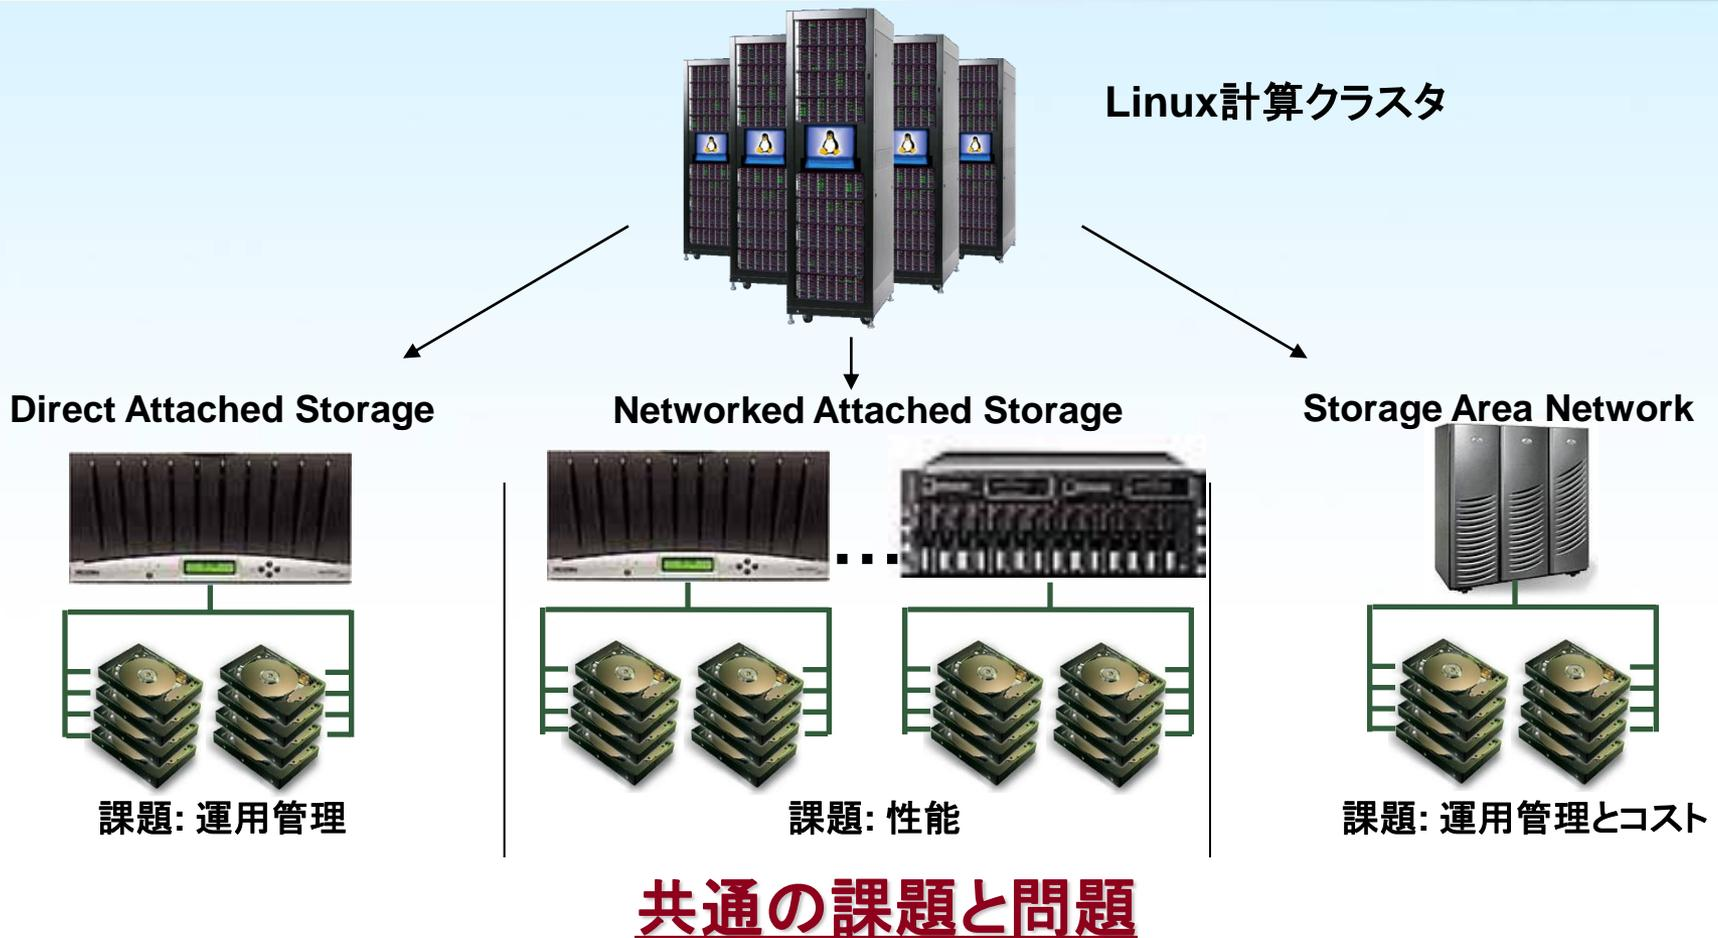 Linux計算クラスタ
Direct Attached Storage
Networked Attached Storage
Storage Area Network
...
課題: 運用管理
課題: 性能
課題: 運用管理とコスト
共通の課題と問題